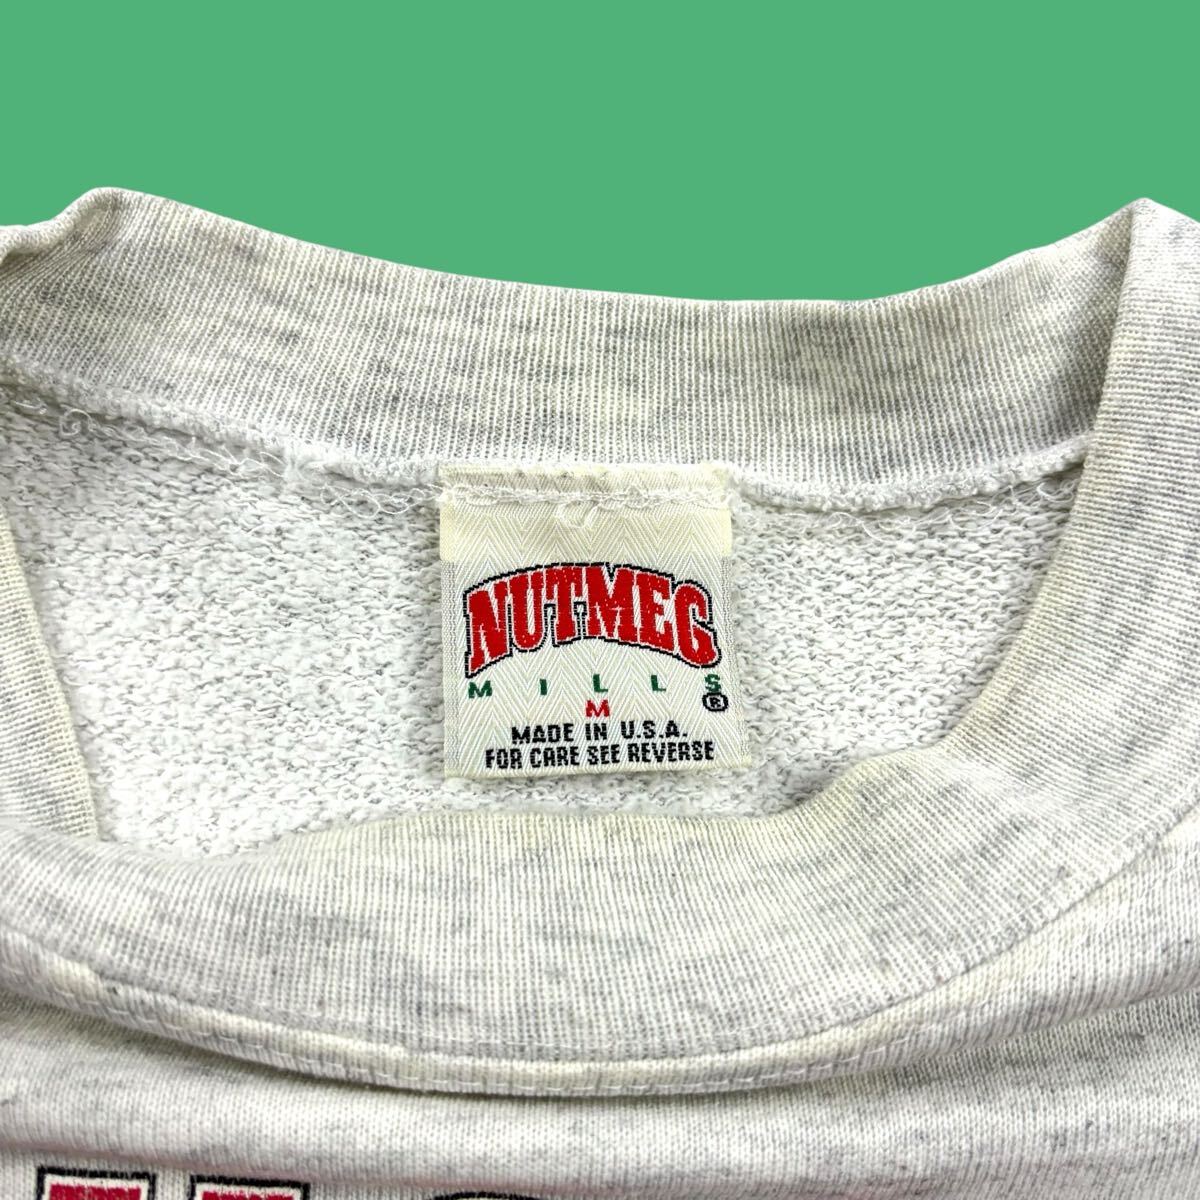 NUTMEG
MILLS®
M
MADE IN U.S.A.
FOR CARE SEE REVERSE